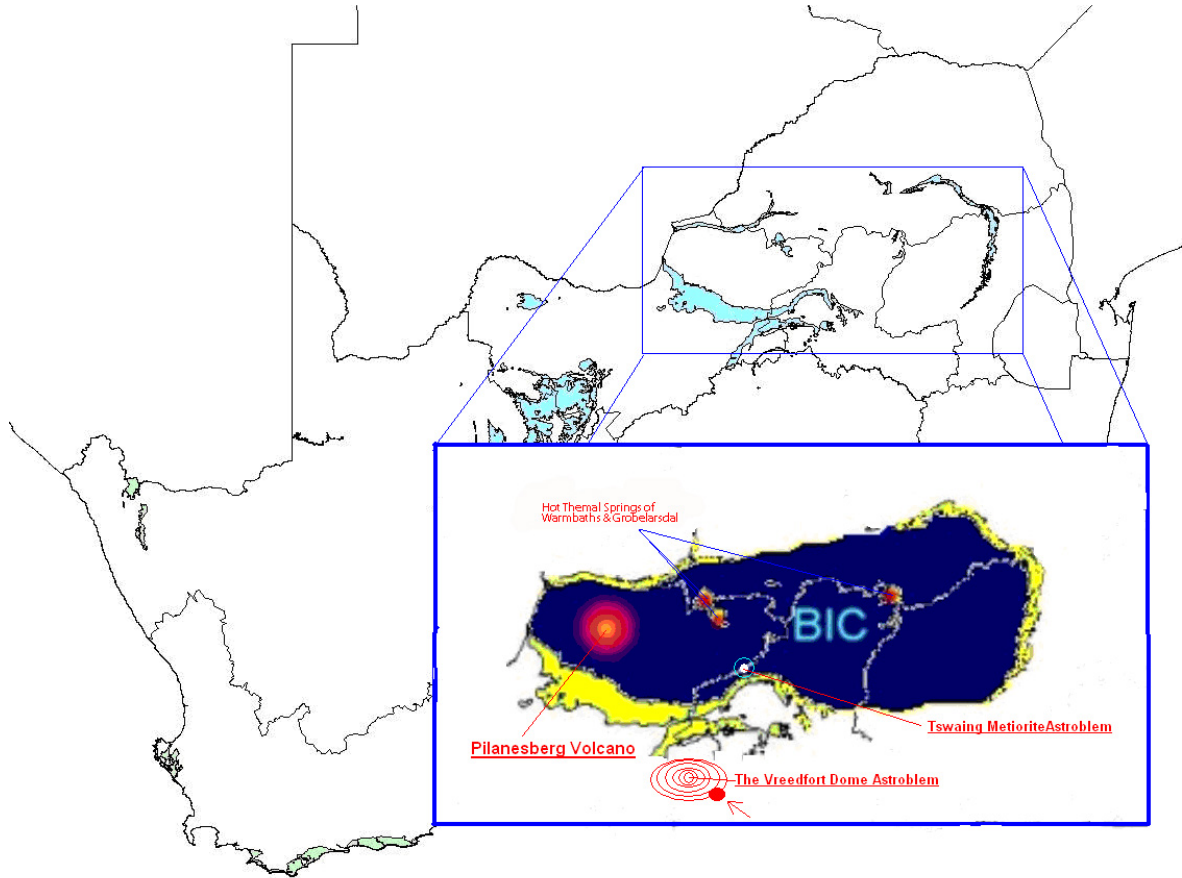 Hot Themal Springs of
Warmbaths & Grobelarsdal
BIC
Tswaing MetioriteAstroblem
Pilanesberg Volcano
The Vreedfort Dome Astroblem